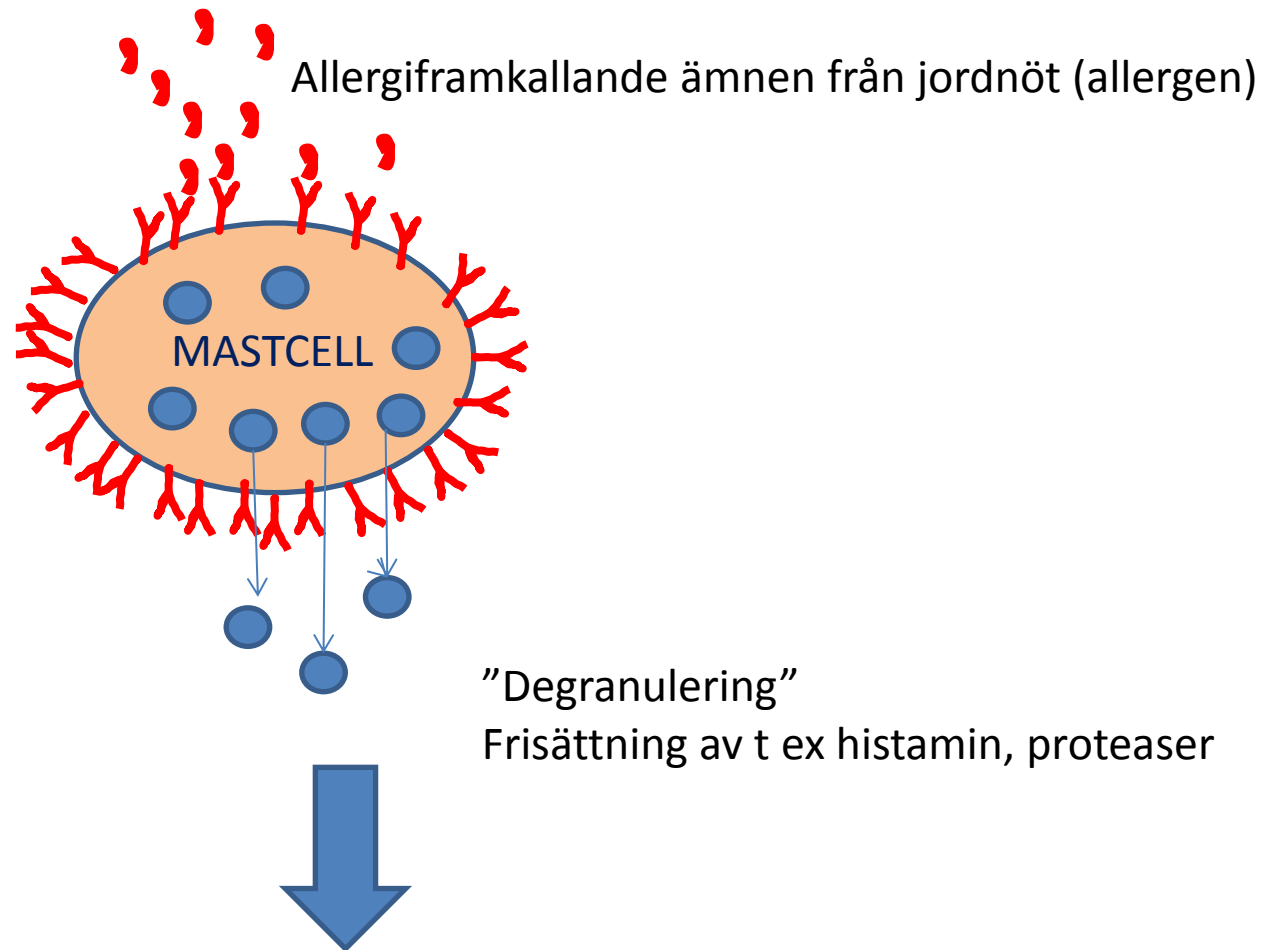 Allergiframkallande ämnen från jordnöt (allergen)
MASTCELL
”Degranulering”
Frisättning av t ex histamin, proteaser